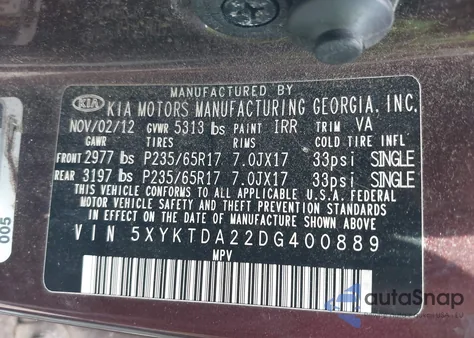 MANUFACTURED BY
KIA KIA MOTORS MANUFACTURING GEORGIA, INC.
NOV/02/12 GVWR 5313 lbs PAINT IRR TRIM VA
GAWR TIRES RIMS COLD TIRE INFL
FRONT 2977 lbs P235/65R17 7.0JX17 33psi SINGLE
REAR 3197 lbs P235/65R17 7.0JX17 33psi SINGLE
THIS VEHICLE CONFORMS TO ALL APPLICABLE U.S.A. FEDERAL
MOTOR VEHICLE SAFETY, BUMPER, AND THEFT PREVENTION STANDARDS
IN EFFECT ON THE DATE OF MANUFACTURE SHOWN ABOVE.
VIN 5XYKTDA22DG400889
MPV
005
autoSnap